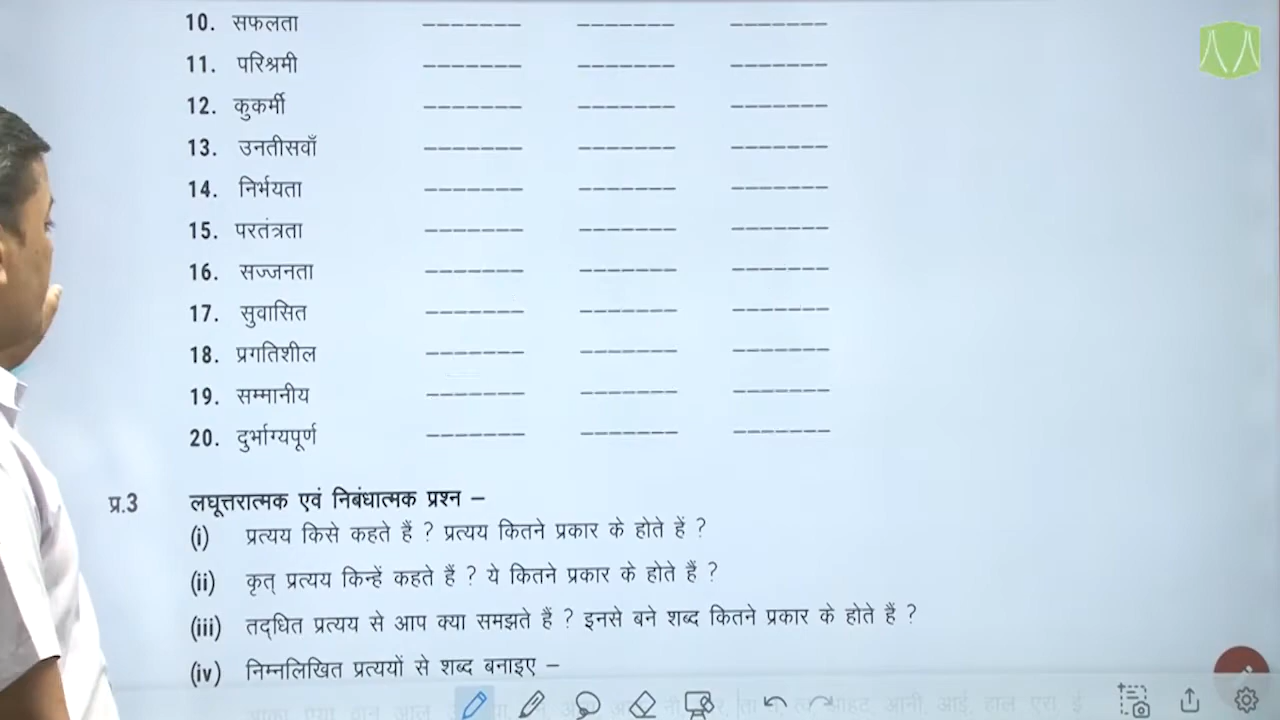 10. सफलता ------- ------- -------
11. परिश्रमी ------- ------- -------
12. कुकर्मी ------- ------- -------
13. उनतीसवाँ ------- ------- -------
14. निर्भयता ------- ------- -------
15. परतंत्रता ------- ------- -------
16. सज्जनता ------- ------- -------
17. सुवासित ------- ------- -------
18. प्रगतिशील ------- ------- -------
19. सम्मानीय ------- ------- -------
20. दुर्भाग्यपूर्ण ------- ------- -------
प्र.3 लघूत्तरात्मक एवं निबंधात्मक प्रश्न –
(i) प्रत्यय किसे कहते हैं ? प्रत्यय कितने प्रकार के होते हें ?
(ii) कृत् प्रत्यय किन्हें कहते हैं ? ये कितने प्रकार के होते हैं ?
(iii) तद्धित प्रत्यय से आप क्या समझते हैं ? इनसे बने शब्द कितने प्रकार के होते हैं ?
(iv) निम्नलिखित प्रत्ययों से शब्द बनाइए –